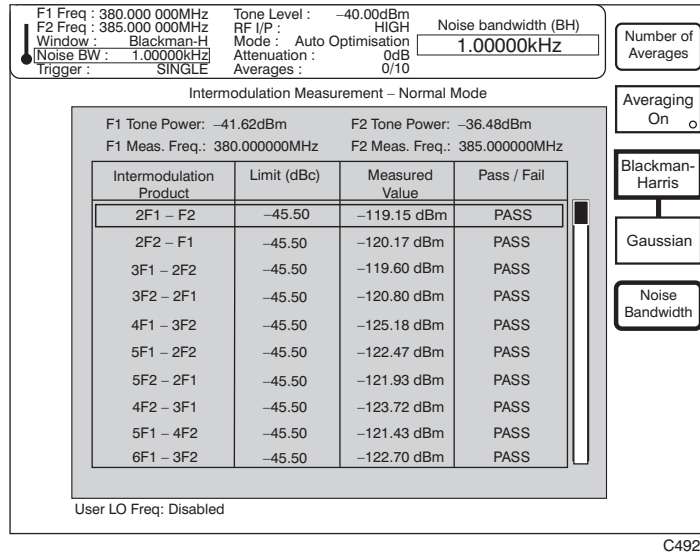 F1 Freq : 380.000 000MHz Tone Level : –40.00dBm
F2 Freq : 385.000 000MHz RF I/P : HIGH
Window : Blackman-H Mode : Auto Optimisation
Noise BW : 1.00000kHz Attenuation : 0dB
Trigger : SINGLE Averages : 0/10
Noise bandwidth (BH)
1.00000kHz
Intermodulation Measurement – Normal Mode
F1 Tone Power: –41.62dBm F2 Tone Power: –36.48dBm
F1 Meas. Freq.: 380.000000MHz F2 Meas. Freq.: 385.000000MHz
Intermodulation Product Limit (dBc) Measured Value Pass / Fail
2F1 – F2 –45.50 –119.15 dBm PASS
2F2 – F1 –45.50 –120.17 dBm PASS
3F1 – 2F2 –45.50 –119.60 dBm PASS
3F2 – 2F1 –45.50 –120.80 dBm PASS
4F1 – 3F2 –45.50 –125.18 dBm PASS
5F1 – 2F2 –45.50 –122.47 dBm PASS
5F2 – 2F1 –45.50 –121.93 dBm PASS
4F2 – 3F1 –45.50 –123.72 dBm PASS
5F1 – 4F2 –45.50 –121.43 dBm PASS
6F1 – 3F2 –45.50 –122.70 dBm PASS
User LO Freq: Disabled
Number of
Averages
Averaging
On
Blackman-
Harris
Gaussian
Noise
Bandwidth
C492